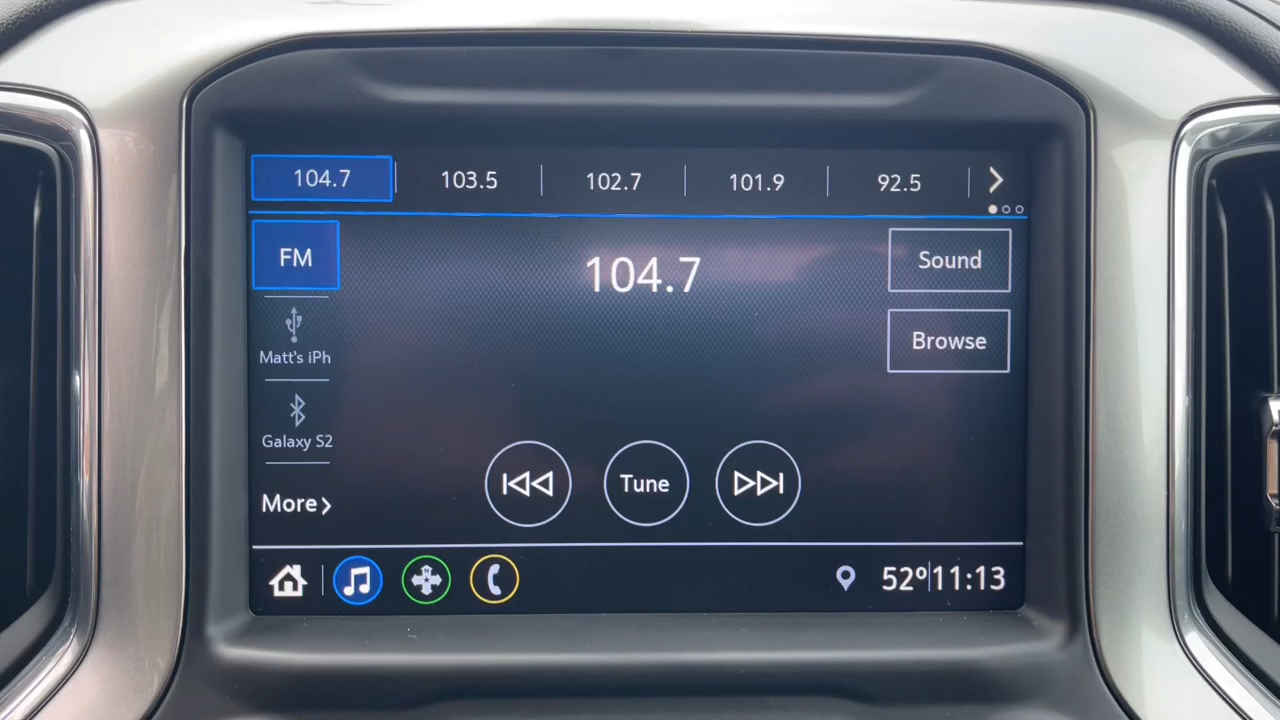 104.7 103.5 102.7 101.9 92.5
FM
104.7
Sound
Matt's iPh
Browse
Galaxy S2
More
Tune
52° 11:13